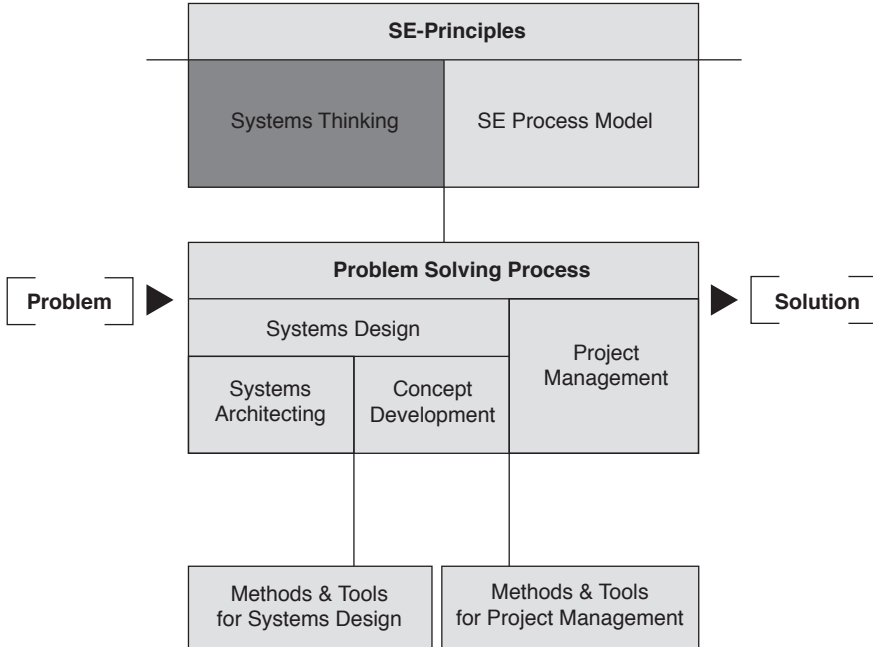 SE-Principles
Systems Thinking
SE Process Model
Problem Solving Process
Problem
Solution
Systems Design
Project
Management
Systems
Architecting
Concept
Development
Methods & Tools
for Systems Design
Methods & Tools
for Project Management